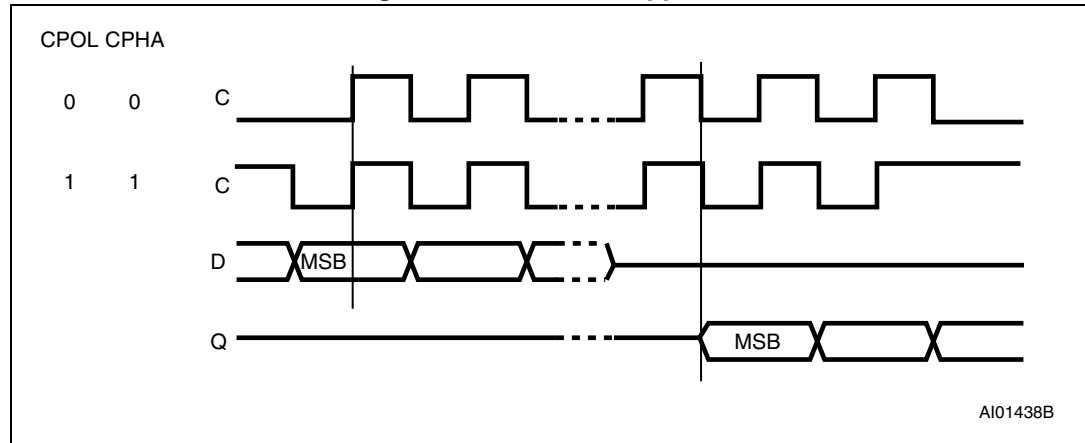 CPOL CPHA
0 0 C
1 1 C
D MSB
Q MSB
AI01438B